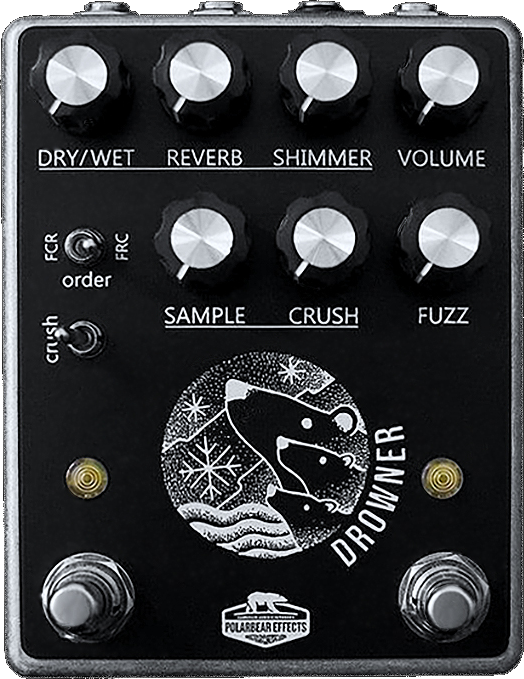 DRY/WET REVERB SHIMMER VOLUME
FCR FRC
order
SAMPLE CRUSH FUZZ
crush
DROWNER
POLARBEAR EFFECTS